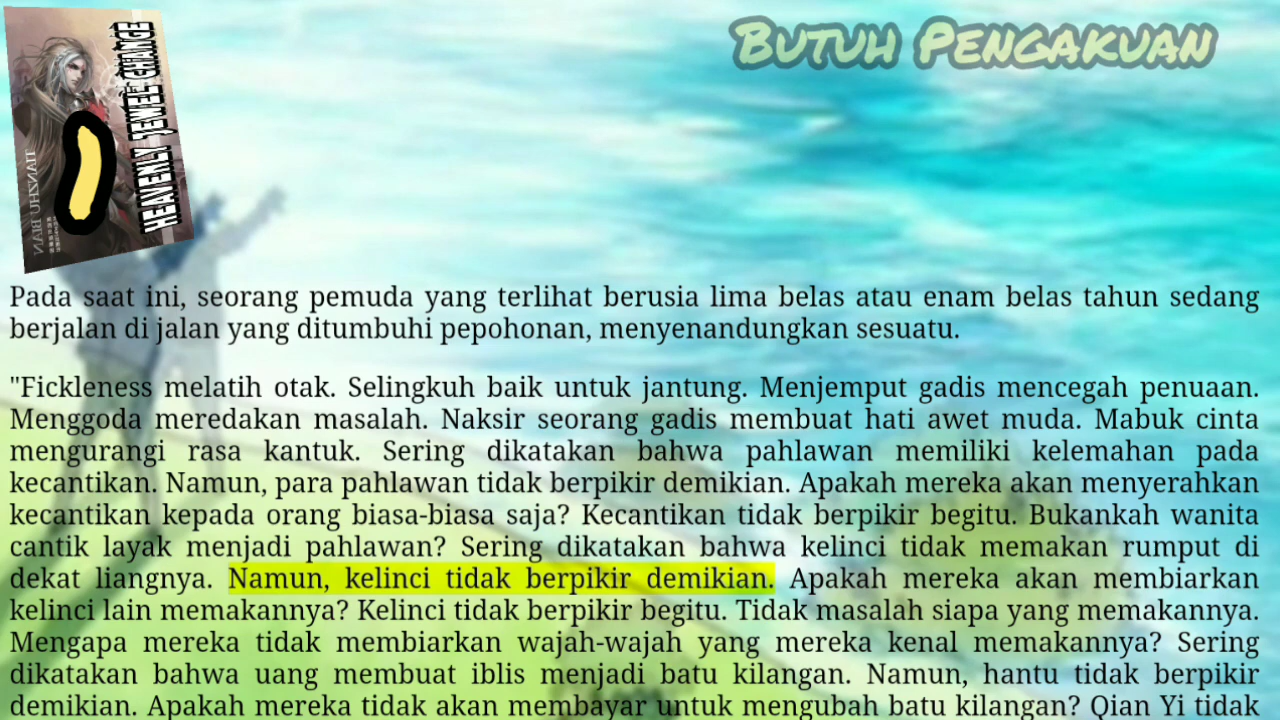 Butuh Pengakuan
HEAVENLY JEWEL CHANGE
TIANZHU BIAN
Pada saat ini, seorang pemuda yang terlihat berusia lima belas atau enam belas tahun sedang
berjalan di jalan yang ditumbuhi pepohonan, menyenandungkan sesuatu.
"Fickleness melatih otak. Selingkuh baik untuk jantung. Menjemput gadis mencegah penuaan.
Menggoda meredakan masalah. Naksir seorang gadis membuat hati awet muda. Mabuk cinta
mengurangi rasa kantuk. Sering dikatakan bahwa pahlawan memiliki kelemahan pada
kecantikan. Namun, para pahlawan tidak berpikir demikian. Apakah mereka akan menyerahkan
kecantikan kepada orang biasa-biasa saja? Kecantikan tidak berpikir begitu. Bukankah wanita
cantik layak menjadi pahlawan? Sering dikatakan bahwa kelinci tidak memakan rumput di
dekat liangnya. Namun, kelinci tidak berpikir demikian. Apakah mereka akan membiarkan
kelinci lain memakannya? Kelinci tidak berpikir begitu. Tidak masalah siapa yang memakannya.
Mengapa mereka tidak membiarkan wajah-wajah yang mereka kenal memakannya? Sering
dikatakan bahwa uang membuat iblis menjadi batu kilangan. Namun, hantu tidak berpikir
demikian. Apakah mereka tidak akan membayar untuk mengubah batu kilangan? Qian Yi tidak